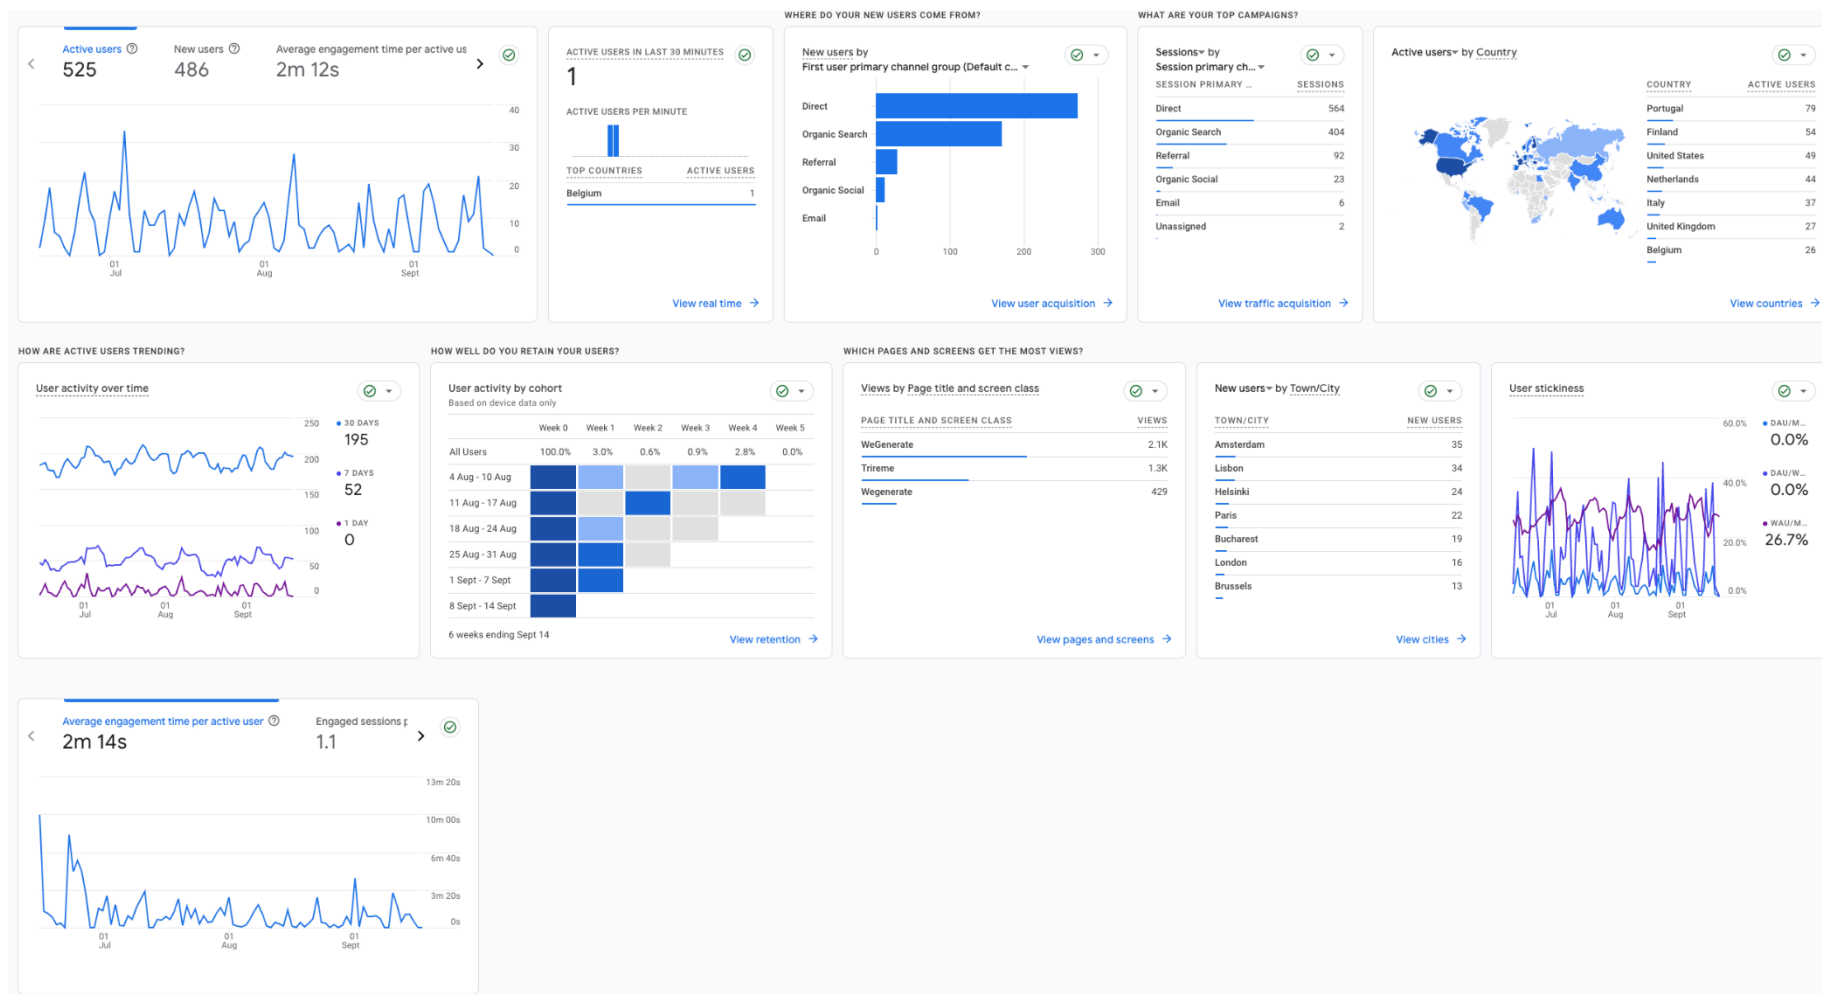 WHERE DO YOUR NEW USERS COME FROM?
WHAT ARE YOUR TOP CAMPAIGNS?
Active users
525
New users
486
Average engagement time per active us
2m 12s
40
30
20
10
0
01 Jul
01 Aug
01 Sept
ACTIVE USERS IN LAST 30 MINUTES
1
ACTIVE USERS PER MINUTE
TOP COUNTRIES ACTIVE USERS
Belgium 1
View real time
New users by
First user primary channel group (Default c...
Direct
Organic Search
Referral
Organic Social
Email
0 100 200 300
View user acquisition
Sessions by
Session primary ch...
SESSION PRIMARY ... SESSIONS
Direct 564
Organic Search 404
Referral 92
Organic Social 23
Email 6
Unassigned 2
View traffic acquisition
Active users by Country
COUNTRY ACTIVE USERS
Portugal 79
Finland 54
United States 49
Netherlands 44
Italy 37
United Kingdom 27
Belgium 26
View countries
HOW ARE ACTIVE USERS TRENDING?
HOW WELL DO YOU RETAIN YOUR USERS?
WHICH PAGES AND SCREENS GET THE MOST VIEWS?
User activity over time
250
200
150
100
50
0
01 Jul
01 Aug
01 Sept
30 DAYS
195
7 DAYS
52
1 DAY
0
User activity by cohort
Based on device data only
Week 0 Week 1 Week 2 Week 3 Week 4 Week 5
All Users 100.0% 3.0% 0.6% 0.9% 2.8% 0.0%
4 Aug - 10 Aug
11 Aug - 17 Aug
18 Aug - 24 Aug
25 Aug - 31 Aug
1 Sept - 7 Sept
8 Sept - 14 Sept
6 weeks ending Sept 14
View retention
Views by Page title and screen class
PAGE TITLE AND SCREEN CLASS VIEWS
WeGenerate 2.1K
Trireme 1.3K
Wegenerate 429
View pages and screens
New users by Town/City
TOWN/CITY NEW USERS
Amsterdam 35
Lisbon 34
Helsinki 24
Paris 22
Bucharest 19
London 16
Brussels 13
View cities
User stickiness
60.0%
40.0%
20.0%
0.0%
01 Jul
01 Aug
01 Sept
DAU/M...
0.0%
DAU/W...
0.0%
WAU/M...
26.7%
Average engagement time per active user
2m 14s
Engaged sessions p
1.1
13m 20s
10m 00s
6m 40s
3m 20s
0s
01 Jul
01 Aug
01 Sept